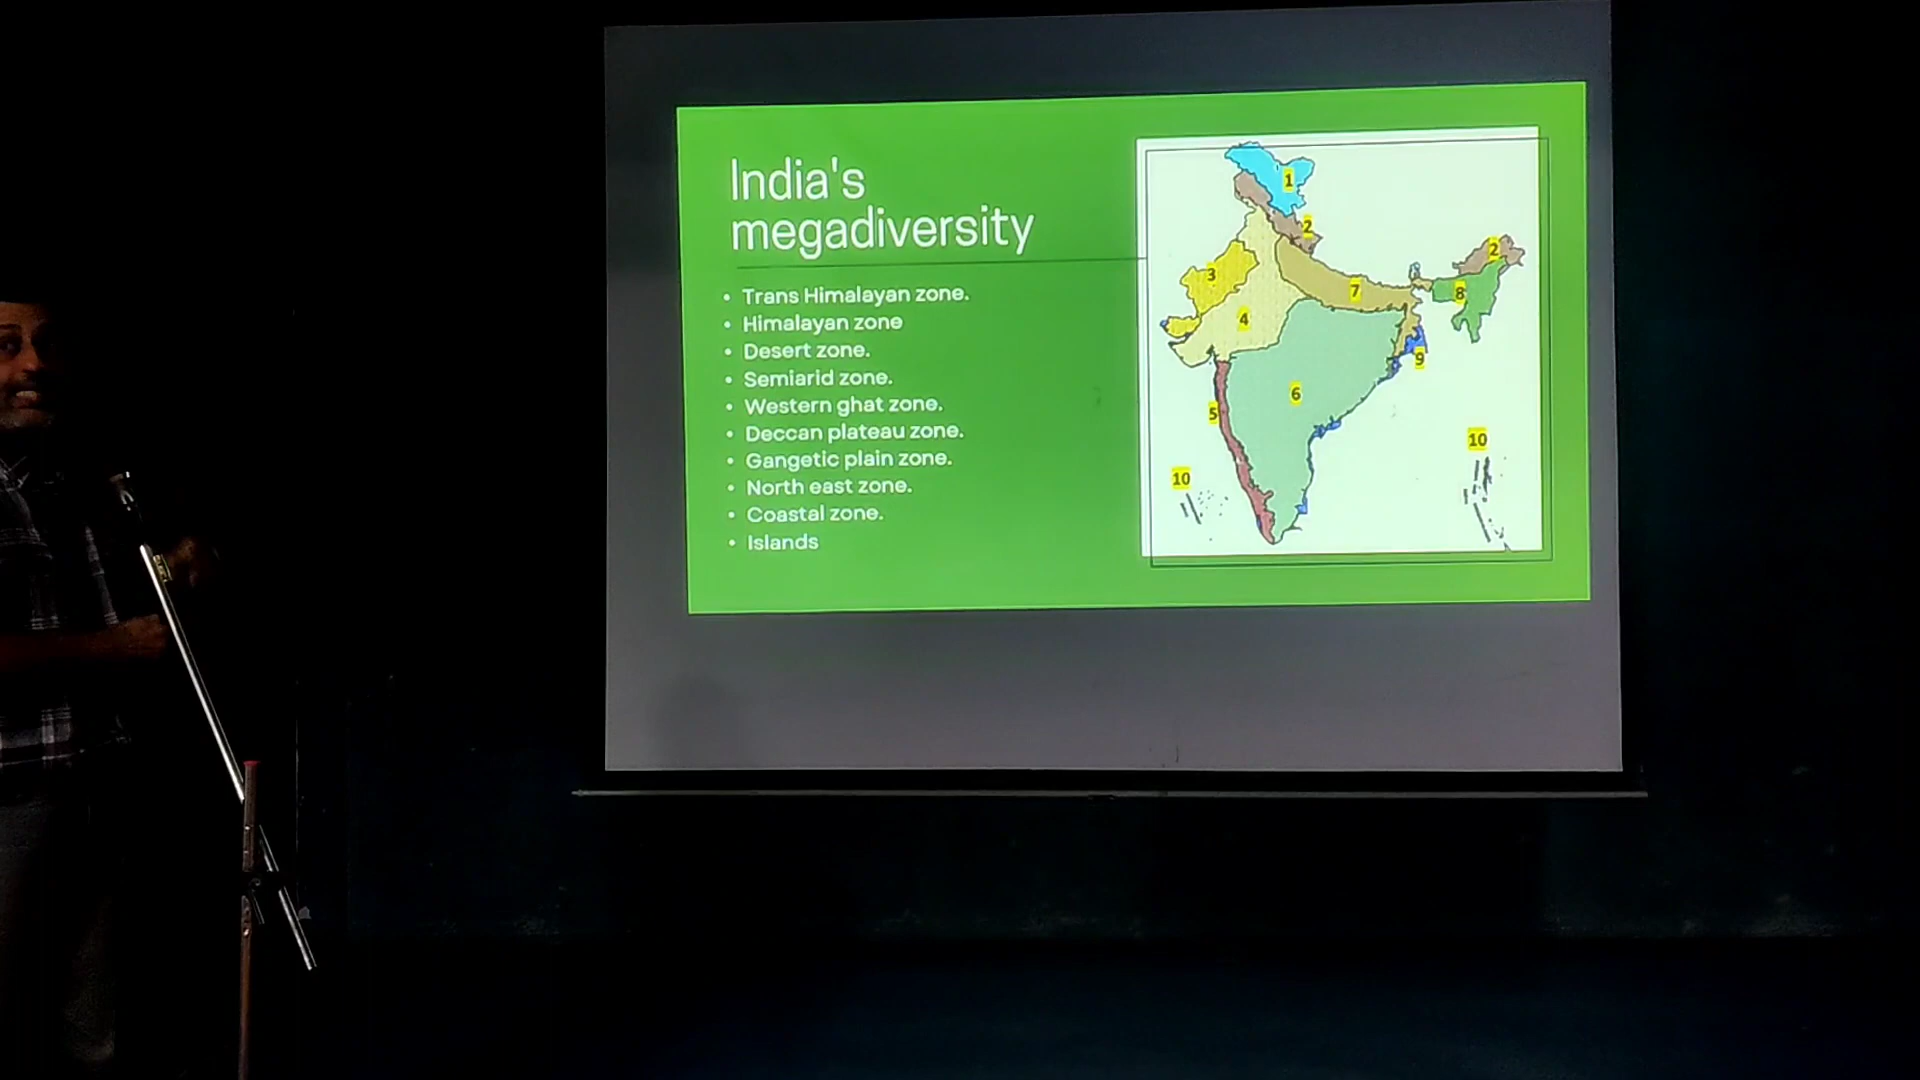 India's
megadiversity
• Trans Himalayan zone.
• Himalayan zone
• Desert zone.
• Semiarid zone.
• Western ghat zone.
• Deccan plateau zone.
• Gangetic plain zone.
• North east zone.
• Coastal zone.
• Islands
1
2
2
3
7
8
4
9
6
5
10
10